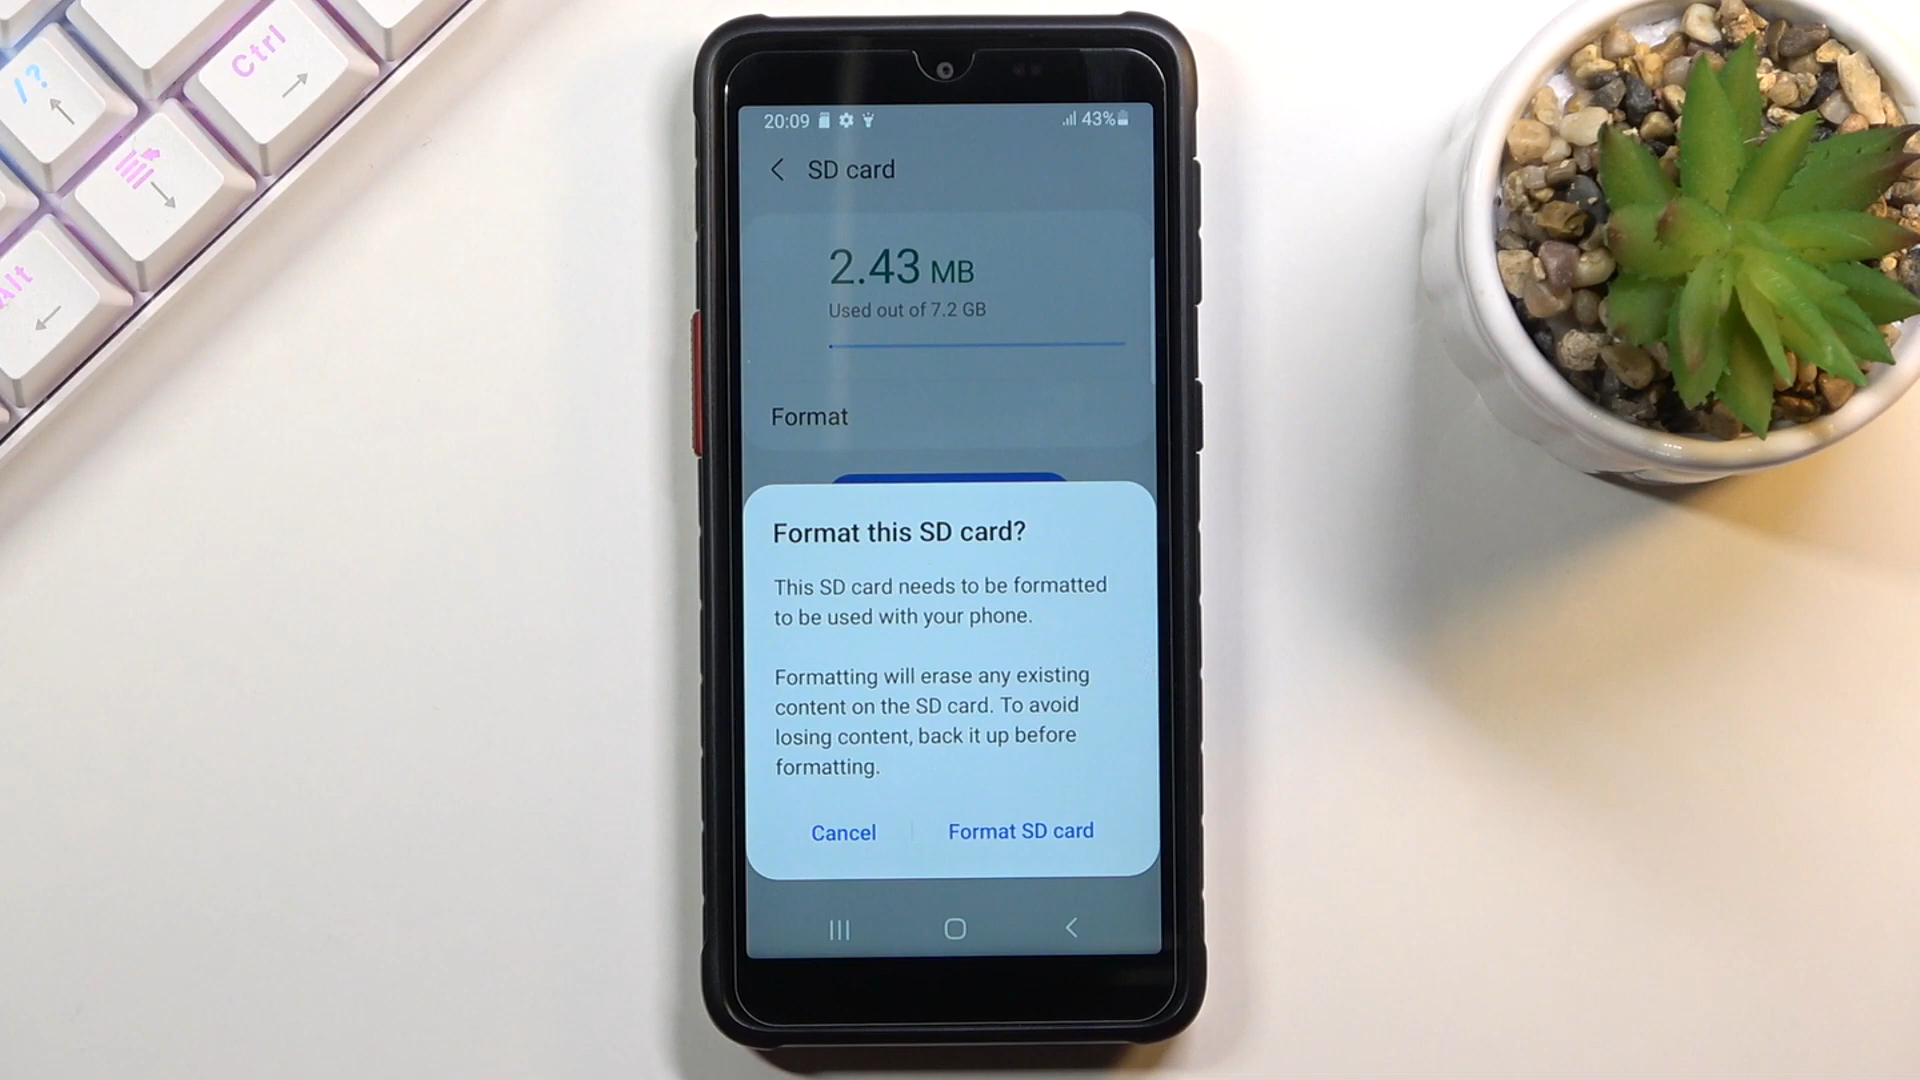 /?
Ctrl
Alt
20:09
43%
SD card
2.43 MB
Used out of 7.2 GB
Format
Format this SD card?
This SD card needs to be formatted
to be used with your phone.
Formatting will erase any existing
content on the SD card. To avoid
losing content, back it up before
formatting.
Cancel
Format SD card